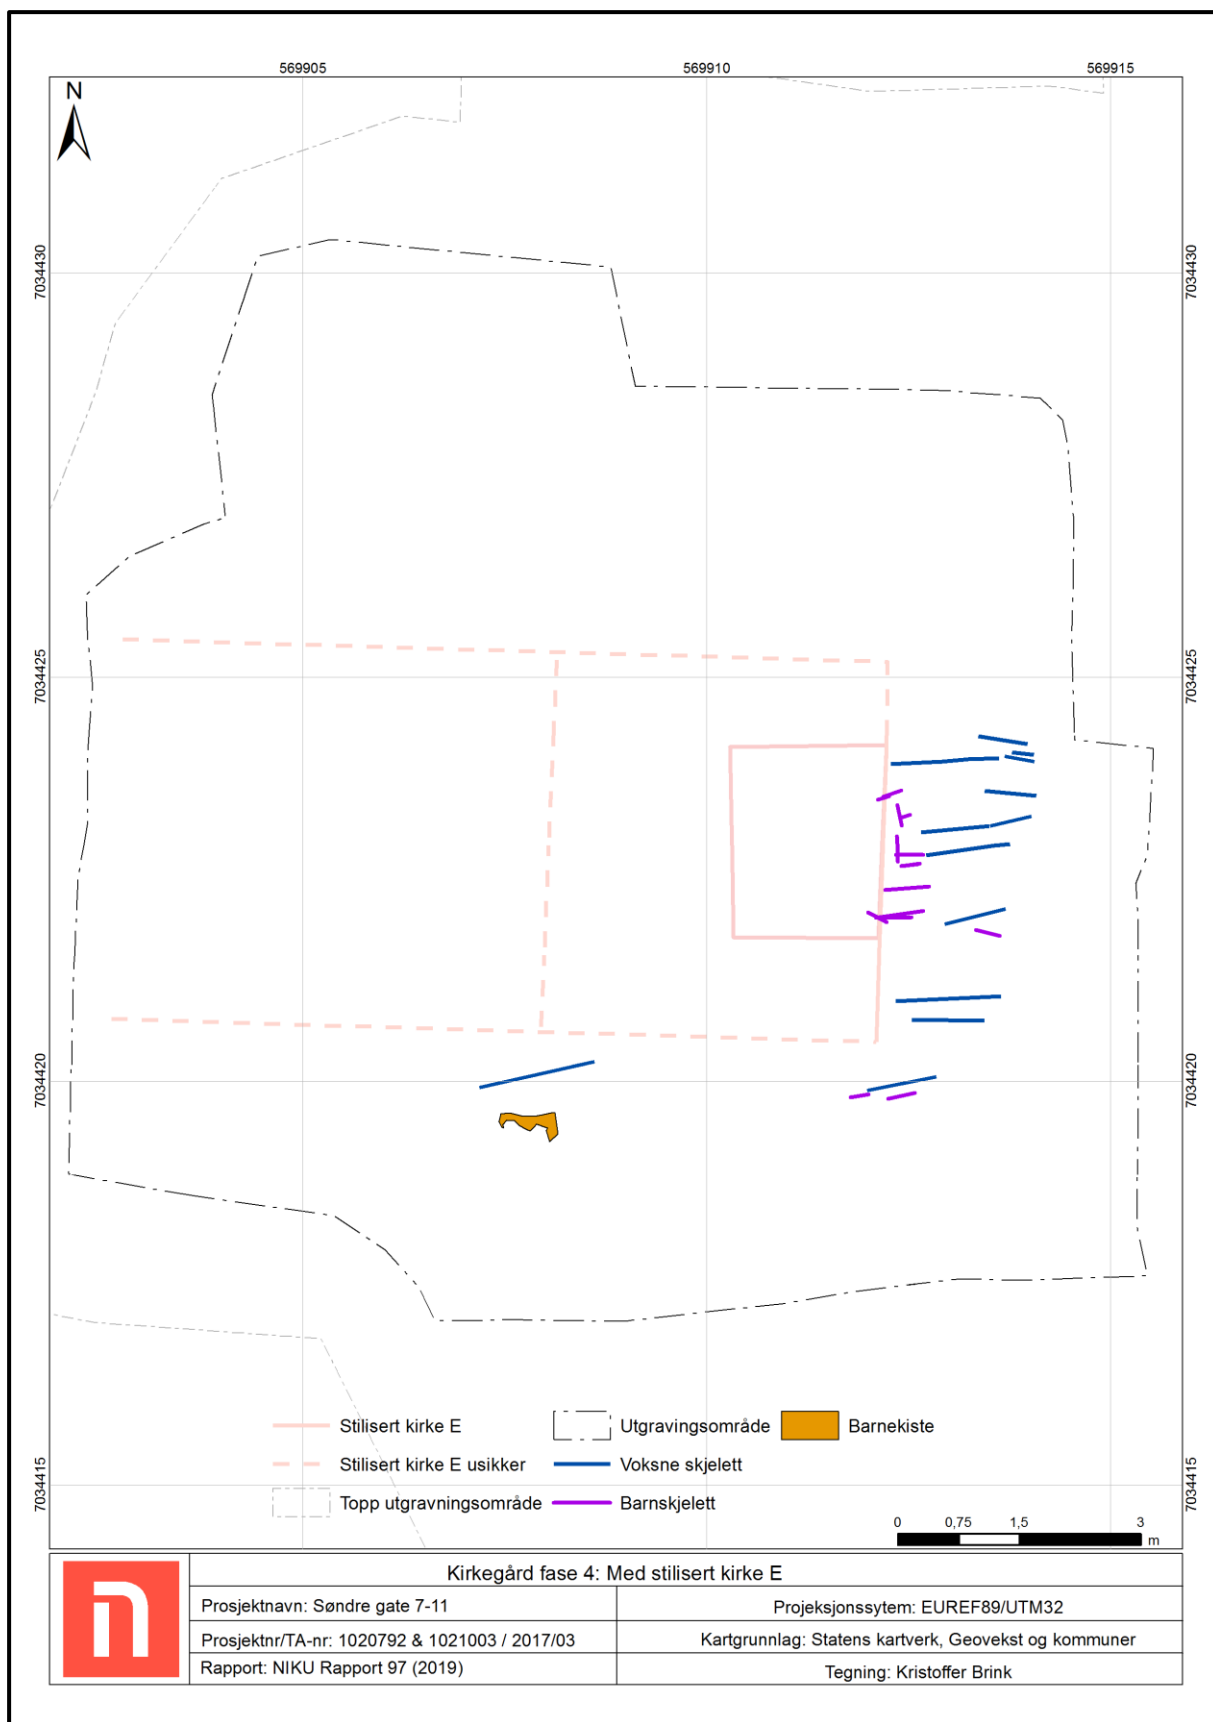 569905 569910 569915
N
7034430 7034430
7034425 7034425
7034420 7034420
7034415 7034415
Stilisert kirke E
Utgravingsområde
Barnekiste
Stilisert kirke E usikker
Voksne skjelett
Topp utgravningsområde
Barnskjelett
0 0,75 1,5 3
m
Kirkegård fase 4: Med stilisert kirke E
Prosjektnavn: Søndre gate 7-11
Projeksjonssytem: EUREF89/UTM32
Prosjektnr/TA-nr: 1020792 & 1021003 / 2017/03
Kartgrunnlag: Statens kartverk, Geovekst og kommuner
Rapport: NIKU Rapport 97 (2019)
Tegning: Kristoffer Brink